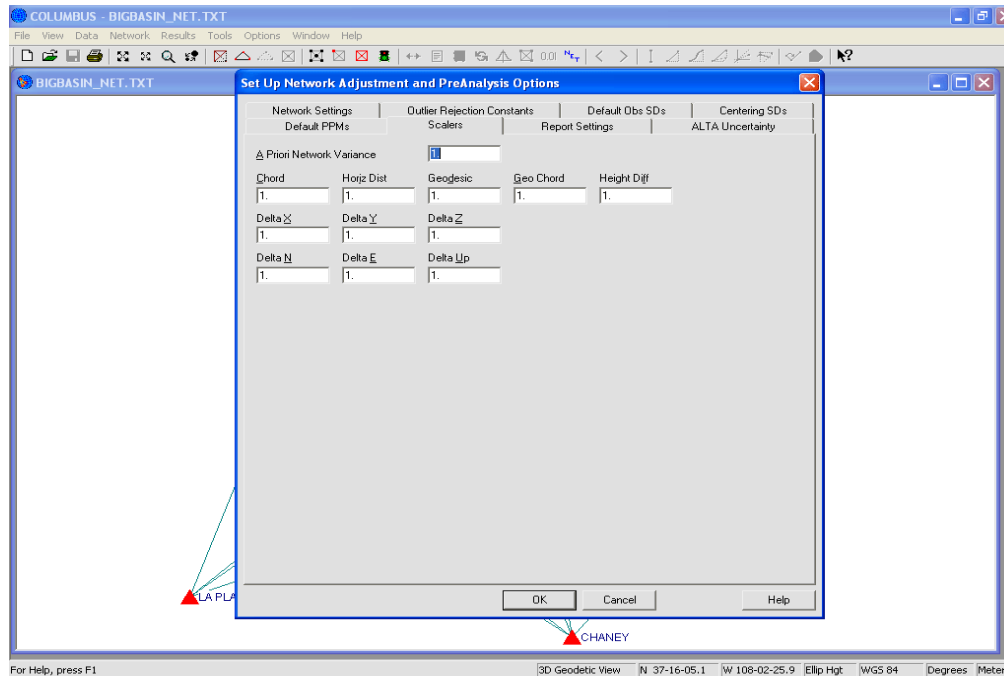 COLUMBUS - BIGBASIN_NET.TXT
File View Data Network Results Tools Options Window Help
0.01
BIGBASIN_NET.TXT
Set Up Network Adjustment and PreAnalysis Options
Network Settings Outlier Rejection Constants Default Obs SDs Centering SDs
Default PPMs Scalers Report Settings ALTA Uncertainty
A Priori Network Variance 1.
Chord Horiz Dist Geodesic Geo Chord Height Diff
1. 1. 1. 1. 1.
Delta X Delta Y Delta Z
1. 1. 1.
Delta N Delta E Delta Up
1. 1. 1.
LA PLA
OK Cancel Help
CHANEY
For Help, press F1 3D Geodetic View N 37-16-05.1 W 108-02-25.9 Ellip Hgt WGS 84 Degrees Meter